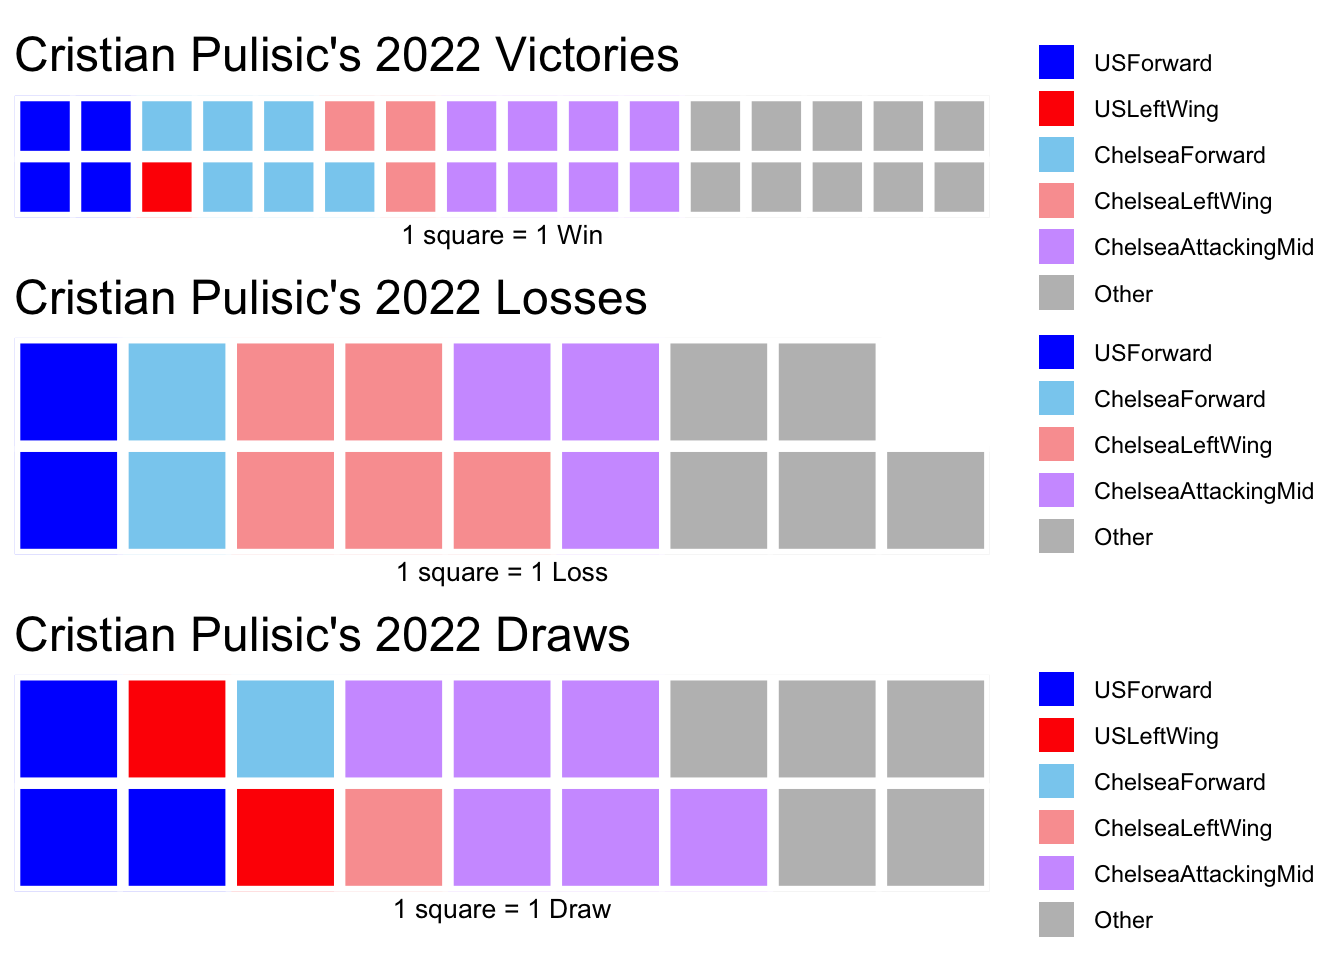 Cristian Pulisic's 2022 Victories
USForward
USLeftWing
ChelseaForward
ChelseaLeftWing
ChelseaAttackingMid
Other
1 square = 1 Win
Cristian Pulisic's 2022 Losses
USForward
ChelseaForward
ChelseaLeftWing
ChelseaAttackingMid
Other
1 square = 1 Loss
Cristian Pulisic's 2022 Draws
USForward
USLeftWing
ChelseaForward
ChelseaLeftWing
ChelseaAttackingMid
Other
1 square = 1 Draw